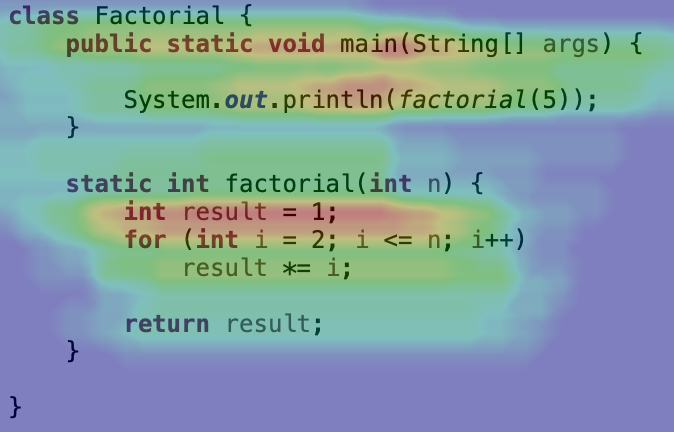 class Factorial {
    public static void main(String[] args) {
        System.out.println(factorial(5));
    }
    static int factorial(int n) {
        int result = 1;
        for (int i = 2; i <= n; i++)
            result *= i;
        return result;
    }
}